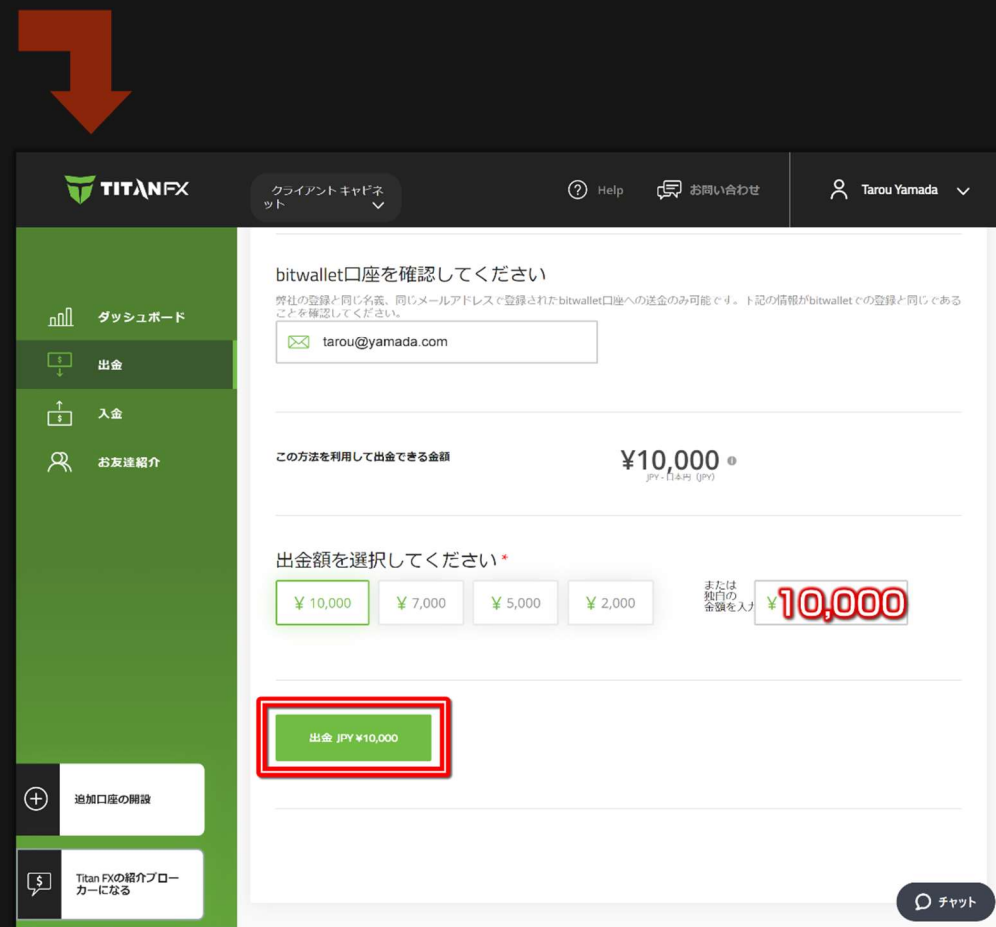 TITANFX
クライアント キャビネ
ット
Help
お問い合わせ
Tarou Yamada
bitwallet口座を確認してください
弊社の登録と同じ名義、同じメールアドレスで登録されたbitwallet口座への送金のみ可能です。下記の情報がbitwalletでの登録と同じである
ことを確認してください。
tarou@yamada.com
ダッシュボード
出金
入金
お友達紹介
この方法を利用して出金できる金額
¥10,000
JPY - 日本円 (JPY)
出金額を選択してください*
¥ 10,000
¥ 7,000
¥ 5,000
¥ 2,000
または
独自の
金額を入力
¥10,000
出金 JPY ¥10,000
追加口座の開設
Titan FXの紹介ブロー
カーになる
チャット